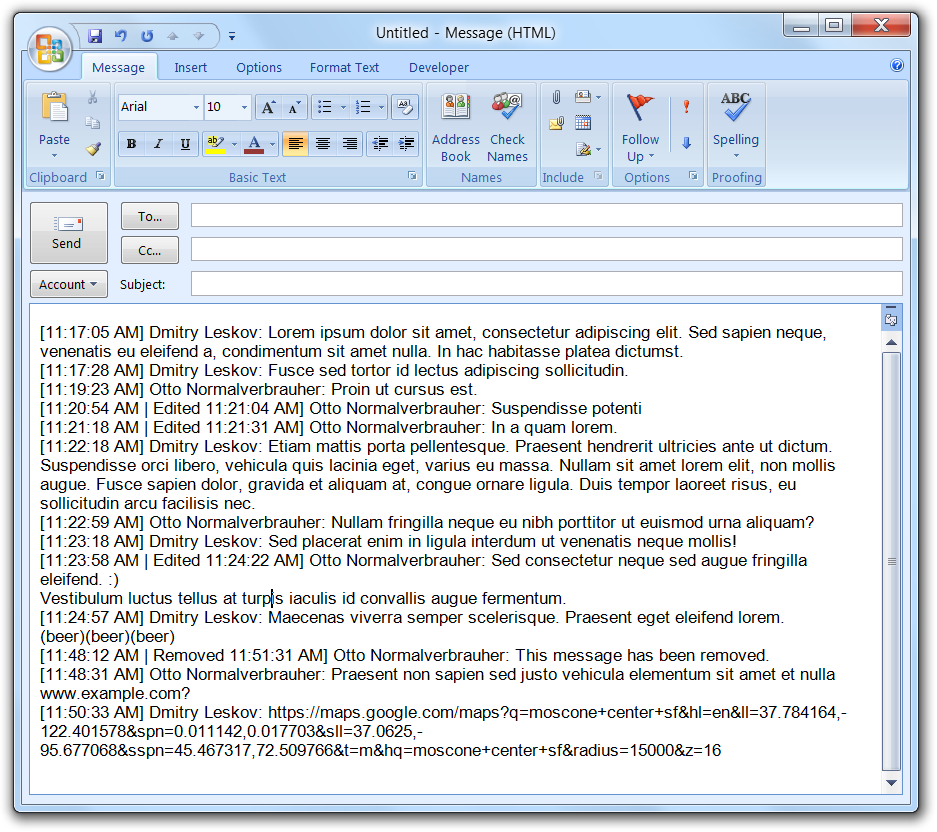 Untitled - Message (HTML)
Message Insert Options Format Text Developer
Paste
Clipboard
Arial 10
B I U ab A
Basic Text
Address Book
Check Names
Names
Include
Follow Up
Options
ABC
Spelling
Proofing
Send
To...
Cc...
Account
Subject:
[11:17:05 AM] Dmitry Leskov: Lorem ipsum dolor sit amet, consectetur adipiscing elit. Sed sapien neque,
venenatis eu eleifend a, condimentum sit amet nulla. In hac habitasse platea dictumst.
[11:17:28 AM] Dmitry Leskov: Fusce sed tortor id lectus adipiscing sollicitudin.
[11:19:23 AM] Otto Normalverbrauher: Proin ut cursus est.
[11:20:54 AM | Edited 11:21:04 AM] Otto Normalverbrauher: Suspendisse potenti
[11:21:18 AM | Edited 11:21:31 AM] Otto Normalverbrauher: In a quam lorem.
[11:22:18 AM] Dmitry Leskov: Etiam mattis porta pellentesque. Praesent hendrerit ultricies ante ut dictum.
Suspendisse orci libero, vehicula quis lacinia eget, varius eu massa. Nullam sit amet lorem elit, non mollis
augue. Fusce sapien dolor, gravida et aliquam at, congue ornare ligula. Duis tempor laoreet risus, eu
sollicitudin arcu facilisis nec.
[11:22:59 AM] Otto Normalverbrauher: Nullam fringilla neque eu nibh porttitor ut euismod urna aliquam?
[11:23:18 AM] Dmitry Leskov: Sed placerat enim in ligula interdum ut venenatis neque mollis!
[11:23:58 AM | Edited 11:24:22 AM] Otto Normalverbrauher: Sed consectetur neque sed augue fringilla
eleifend. :)
Vestibulum luctus tellus at turpis iaculis id convallis augue fermentum.
[11:24:57 AM] Dmitry Leskov: Maecenas viverra semper scelerisque. Praesent eget eleifend lorem.
(beer)(beer)(beer)
[11:48:12 AM | Removed 11:51:31 AM] Otto Normalverbrauher: This message has been removed.
[11:48:31 AM] Otto Normalverbrauher: Praesent non sapien sed justo vehicula elementum sit amet et nulla
www.example.com?
[11:50:33 AM] Dmitry Leskov: https://maps.google.com/maps?q=moscone+center+sf&hl=en&ll=37.784164,-
122.401578&spn=0.011142,0.017703&sll=37.0625,-
95.677068&sspn=45.467317,72.509766&t=m&hq=moscone+center+sf&radius=15000&z=16